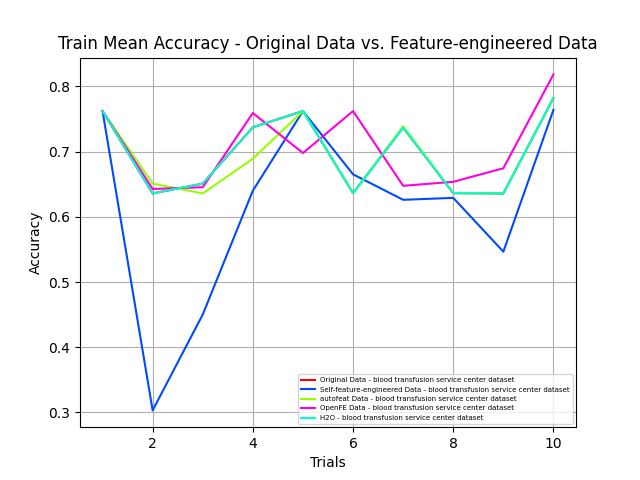 Train Mean Accuracy - Original Data vs. Feature-engineered Data
0.8
0.7
0.6
0.5
0.4
0.3
Accuracy
Original Data - blood transfusion service center dataset
Self-feature-engineered Data - blood transfusion service center dataset
autofeat Data - blood transfusion service center dataset
OpenFE Data - blood transfusion service center dataset
H2O - blood transfusion service center dataset
2 4 6 8 10
Trials